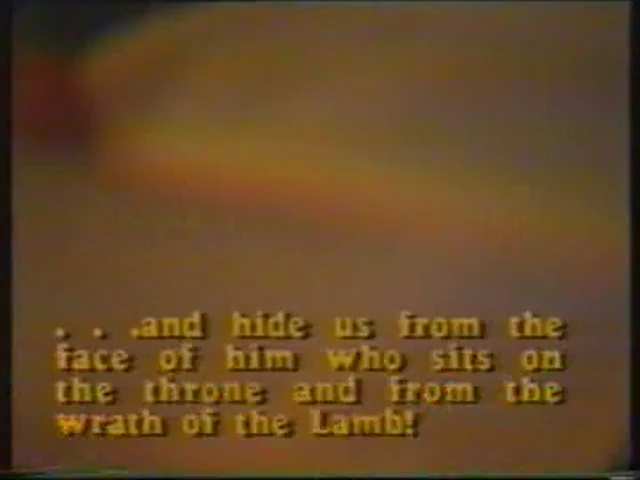 . . .and hide us from the
face of him who sits on
the throne and from the
wrath of the Lamb!